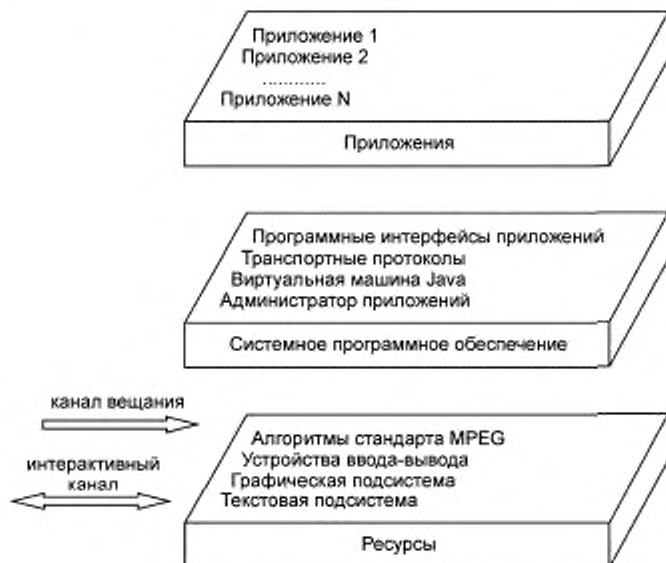 Приложение 1
Приложение 2
............
Приложение N
Приложения
Программные интерфейсы приложений
Транспортные протоколы
Виртуальная машина Java
Администратор приложений
Системное программное обеспечение
канал вещания
интерактивный
канал
Алгоритмы стандарта MPEG
Устройства ввода-вывода
Графическая подсистема
Текстовая подсистема
Ресурсы